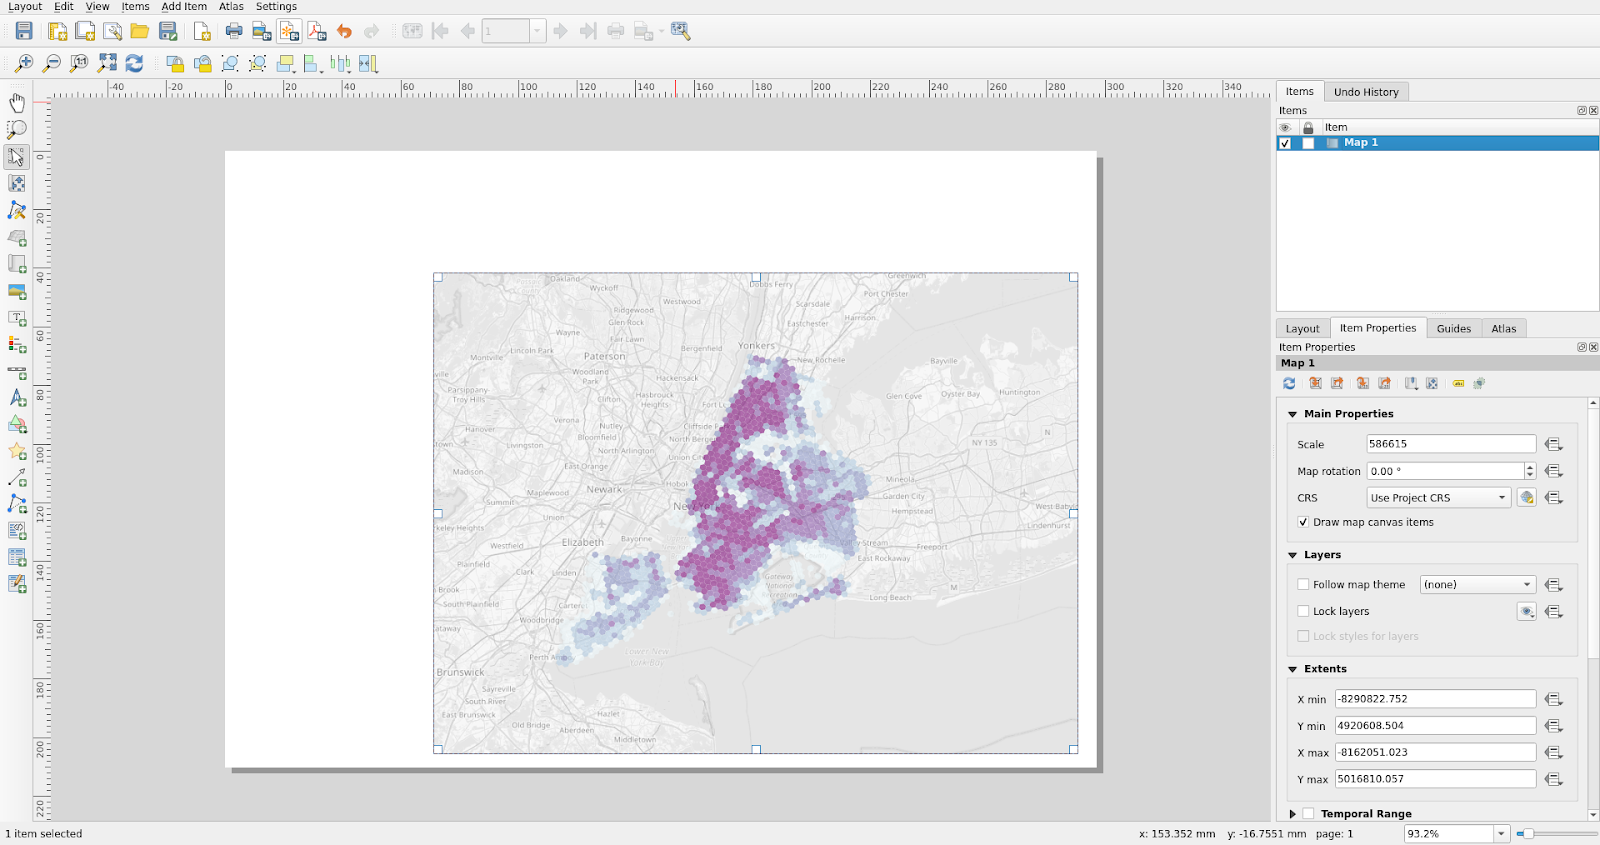 Layout Edit View Items Add Item Atlas Settings
1
-40 -20 0 20 40 60 80 100 120 140 160 180 200 220 240 260 280 300 320 340
0
20
40
60
80
100
120
140
160
180
200
220
Oakland
Wyckoff
Ridgewood
Glen Rock
Westwood
Dobbs Ferry
Greenwich
Port Chester
Scarsdale
Harrison
Eastchester
Wayne
Fair Lawn
Lincoln Park
Montville
Paterson
Bergenfield
Yonkers
New Rochelle
Bayville
Woodland
Park
Hackensack
Parsippany-
Troy Hills
Clifton
Hasbrouck
Heights
Fort L
Glen Cove
Oyster Bay
Huntington
Verona
Nutley
Cliffside
Hanover
Bloomfield
North Bergen
Livingston
North Arlington
NY 135
N
Madison
East Orange
Hoboken
Summit
Maplewood
Newark
New
Mineola
Garden City
Hempstead
West Babyl
Lindenhurst
keley Heights
Union
Westfield
Elizabeth
Bayonne
y Stream
Freeport
East Rockaway
Plainfield
Clark
Linden
Gateway
National
M
Long Beach
Brook
South Plainfield
Carter
Woodbridge
ataway
Perth Am
Lower New
York Bay
Brunswick
Sayreville
South River
East Brunswick
Old Bridge
Hazlet
Aberdeen
Middletown
Items Undo History
Items
Item
Map 1
Layout Item Properties Guides Atlas
Item Properties
Map 1
Main Properties
Scale 586615
Map rotation 0.00 °
CRS Use Project CRS
Draw map canvas items
Layers
Follow map theme (none)
Lock layers
Lock styles for layers
Extents
X min -8290822.752
Y min 4920608.504
X max -8162051.023
Y max 5016810.057
Temporal Range
1 item selected
x: 153.352 mm y: -16.7551 mm page: 1 93.2%